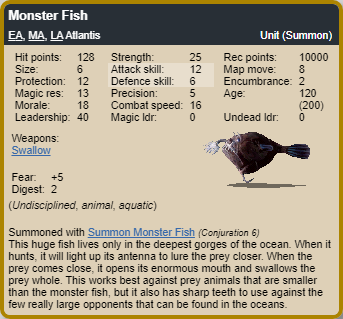 Monster Fish
EA, MA, LA Atlantis Unit (Summon)
Hit points: 128 Strength: 25 Rec points: 10000
Size: 6 Attack skill: 12 Map move: 8
Protection: 12 Defence skill: 6 Encumbrance: 2
Magic res: 13 Precision: 5 Age: 120
Morale: 18 Combat speed: 16 (200)
Leadership: 40 Magic ldr: 0 Undead ldr: 0
Weapons:
Swallow
Fear: +5
Digest: 2
(Undisciplined, animal, aquatic)
Summoned with Summon Monster Fish (Conjuration 6)
This huge fish lives only in the deepest gorges of the ocean. When it
hunts, it will light up its antenna to lure the prey closer. When the
prey comes close, it opens its enormous mouth and swallows the
prey whole. This works best against prey animals that are smaller
than the monster fish, but it also has sharp teeth to use against the
few really large opponents that can be found in the oceans.